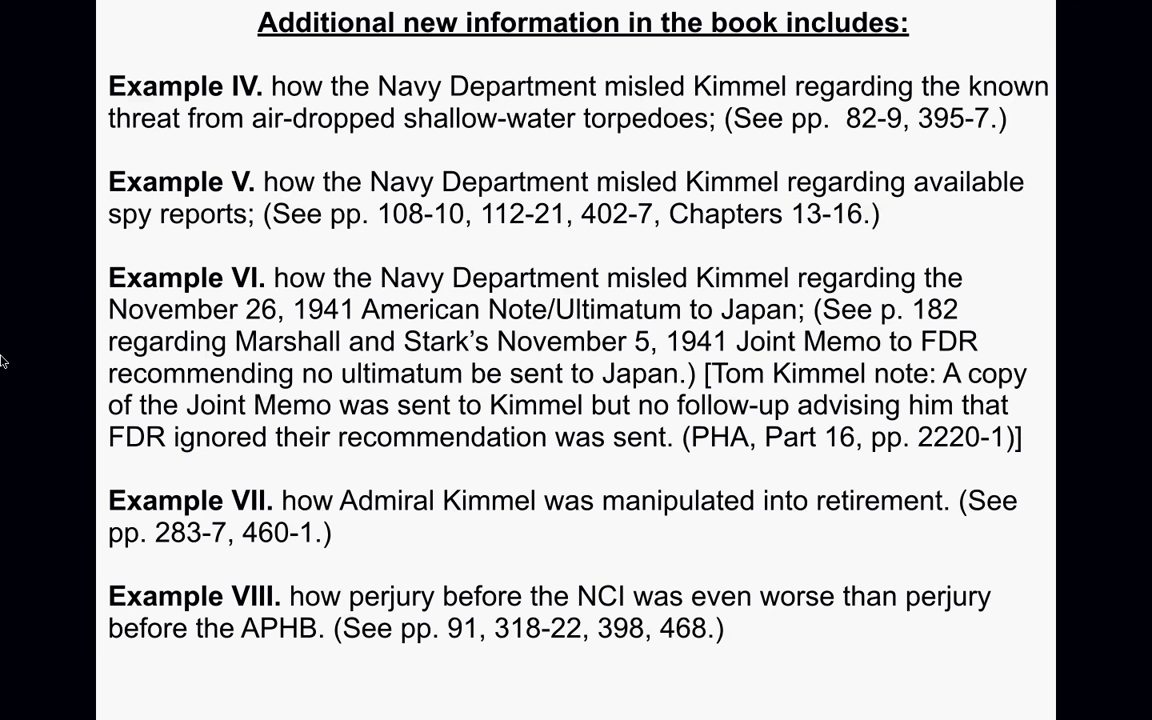 Additional new information in the book includes:
Example IV. how the Navy Department misled Kimmel regarding the known
threat from air-dropped shallow-water torpedoes; (See pp.  82-9, 395-7.)
Example V. how the Navy Department misled Kimmel regarding available
spy reports; (See pp. 108-10, 112-21, 402-7, Chapters 13-16.)
Example VI. how the Navy Department misled Kimmel regarding the
November 26, 1941 American Note/Ultimatum to Japan; (See p. 182
regarding Marshall and Stark’s November 5, 1941 Joint Memo to FDR
recommending no ultimatum be sent to Japan.) [Tom Kimmel note: A copy
of the Joint Memo was sent to Kimmel but no follow-up advising him that
FDR ignored their recommendation was sent. (PHA, Part 16, pp. 2220-1)]
Example VII. how Admiral Kimmel was manipulated into retirement. (See
pp. 283-7, 460-1.)
Example VIII. how perjury before the NCI was even worse than perjury
before the APHB. (See pp. 91, 318-22, 398, 468.)